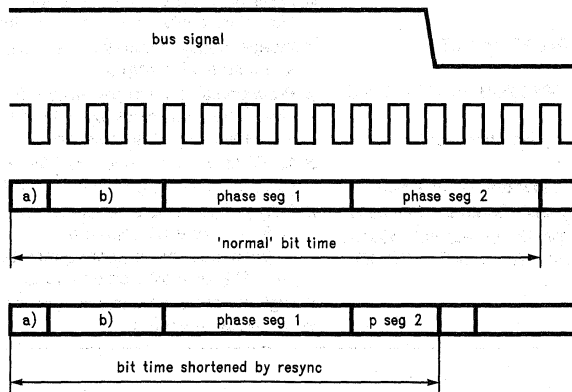 bus signal
a) b) phase seg 1 phase seg 2
'normal' bit time
a) b) phase seg 1 p seg 2
bit time shortened by resync